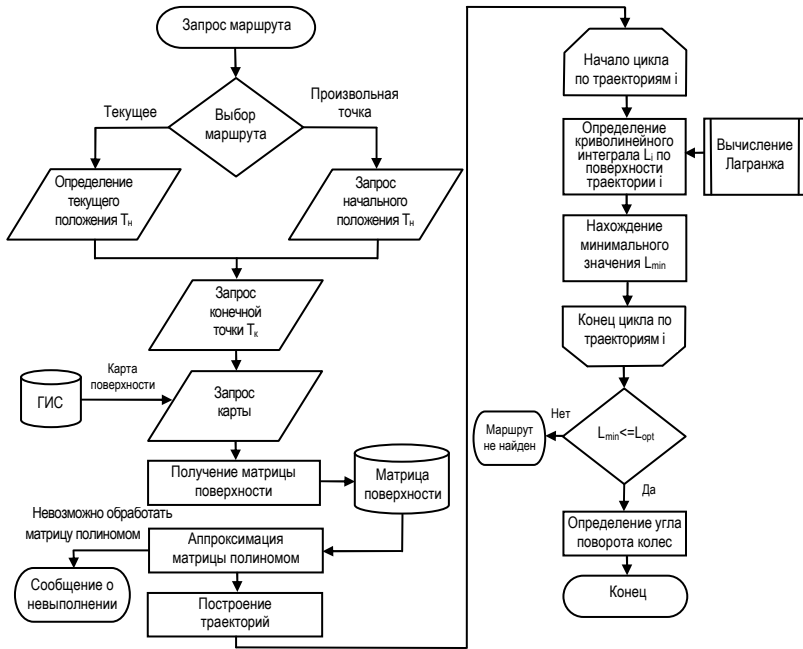 Запрос маршрута
Выбор
маршрута
Текущее
Произвольная
точка
Определение
текущего
положения Tн
Запрос
начального
положения Tн
Запрос
конечной
точки Tк
Карта
поверхности
ГИС
Запрос
карты
Получение матрицы
поверхности
Матрица
поверхности
Невозможно обработать
матрицу полиномом
Аппроксимация
матрицы полиномом
Сообщение о
невыполнении
Построение
траекторий
Начало цикла
по траекториям i
Определение
криволинейного
интеграла Li по
поверхности
траектории i
Вычисление
Лагранжа
Нахождение
минимального
значения Lmin
Конец цикла по
траекториям i
Нет
Маршрут
не найден
Lmin<=Lopt
Да
Определение угла
поворота колес
Конец